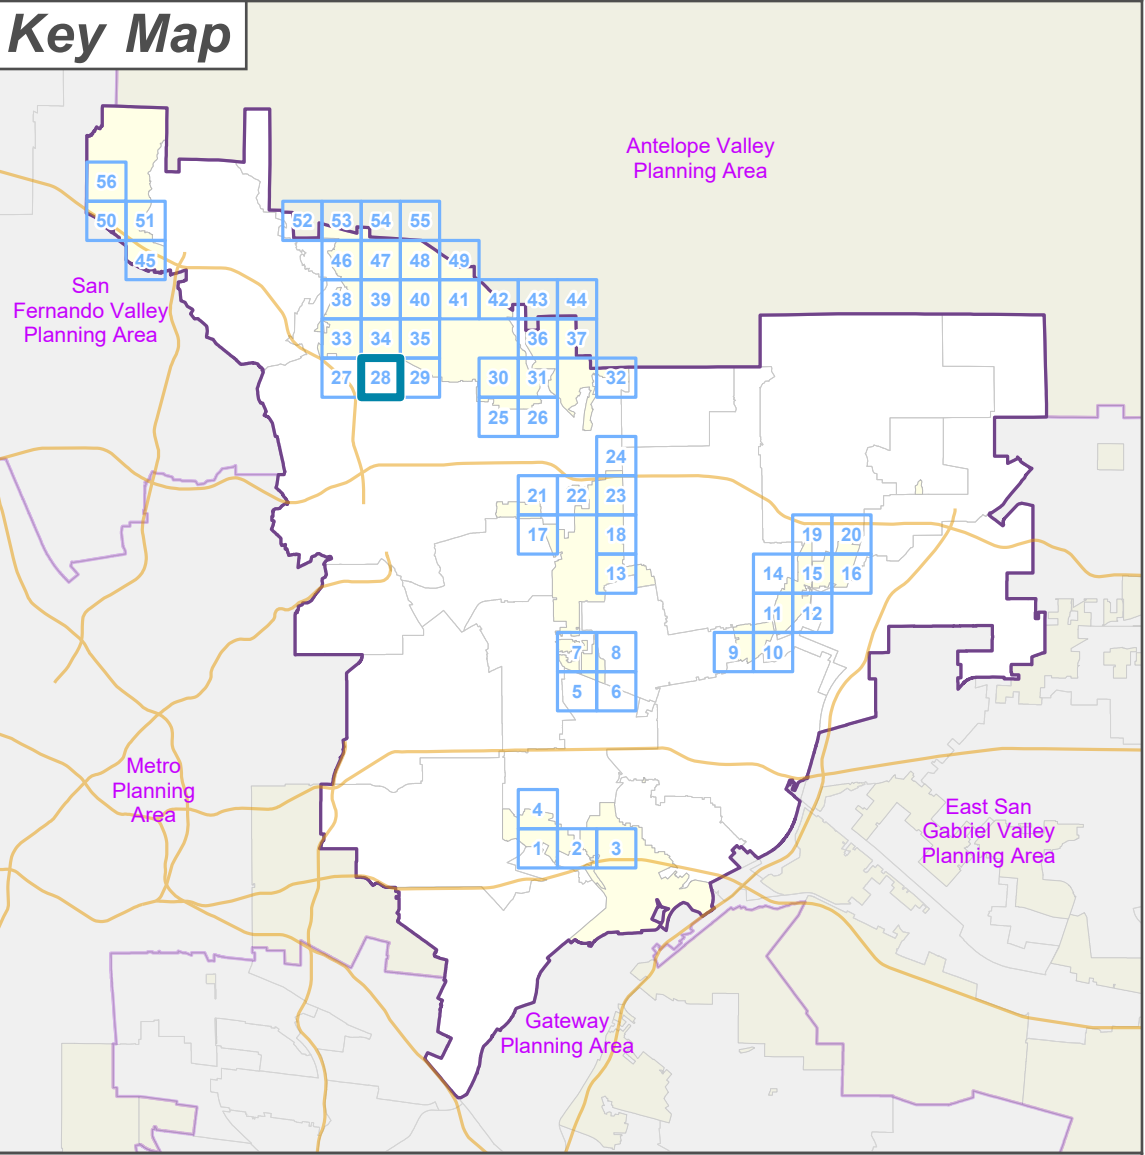 Key Map
Antelope Valley
Planning Area
56
50 51
52 53 54 55
45
46 47 48 49
San
Fernando Valley
Planning Area
38 39 40 41 42 43 44
33 34 35 36 37
27 28 29 30 31 32
25 26
24
21 22 23
17 18 19 20
13 14 15 16
11 12
7 8 9 10
5 6
Metro
Planning
Area
4
1 2 3
East San
Gabriel Valley
Planning Area
Gateway
Planning Area